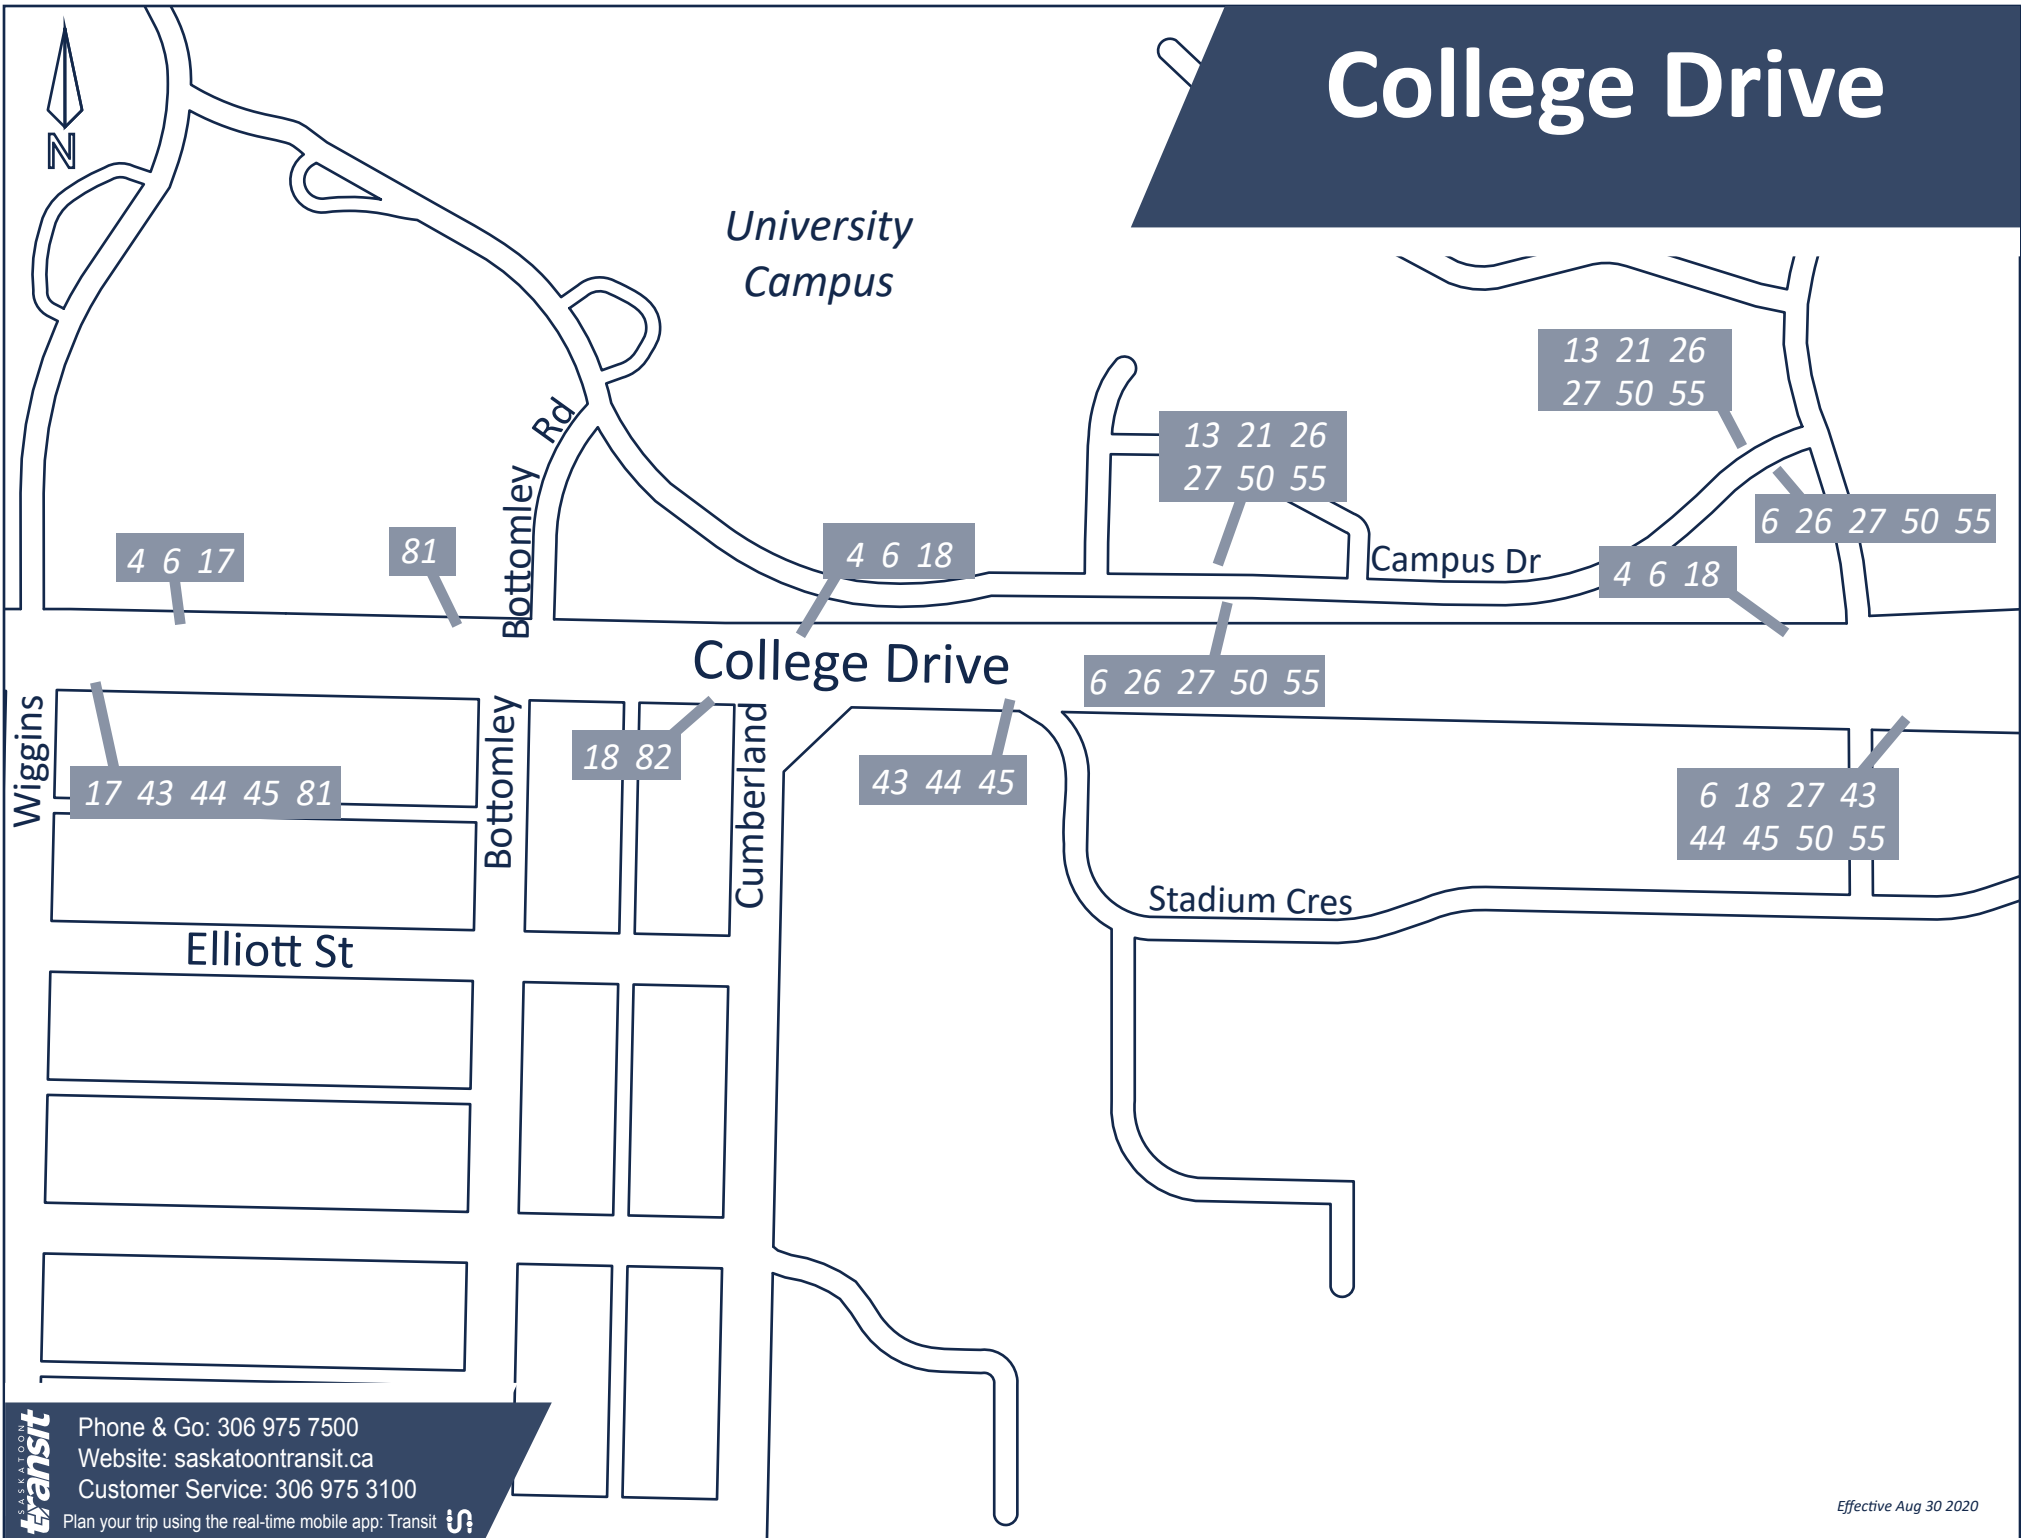 College Drive
N
University
Campus
13 21 26
27 50 55
13 21 26
27 50 55
6 26 27 50 55
Bottomley Rd
4 6 17
81
4 6 18
Campus Dr
4 6 18
College Drive
6 26 27 50 55
Wiggins
Bottomley
Cumberland
18 82
17 43 44 45 81
43 44 45
6 18 27 43
44 45 50 55
Stadium Cres
Elliott St
SASKATOON
transit
Phone & Go: 306 975 7500
Website: saskatoontransit.ca
Customer Service: 306 975 3100
Plan your trip using the real-time mobile app: Transit
Effective Aug 30 2020